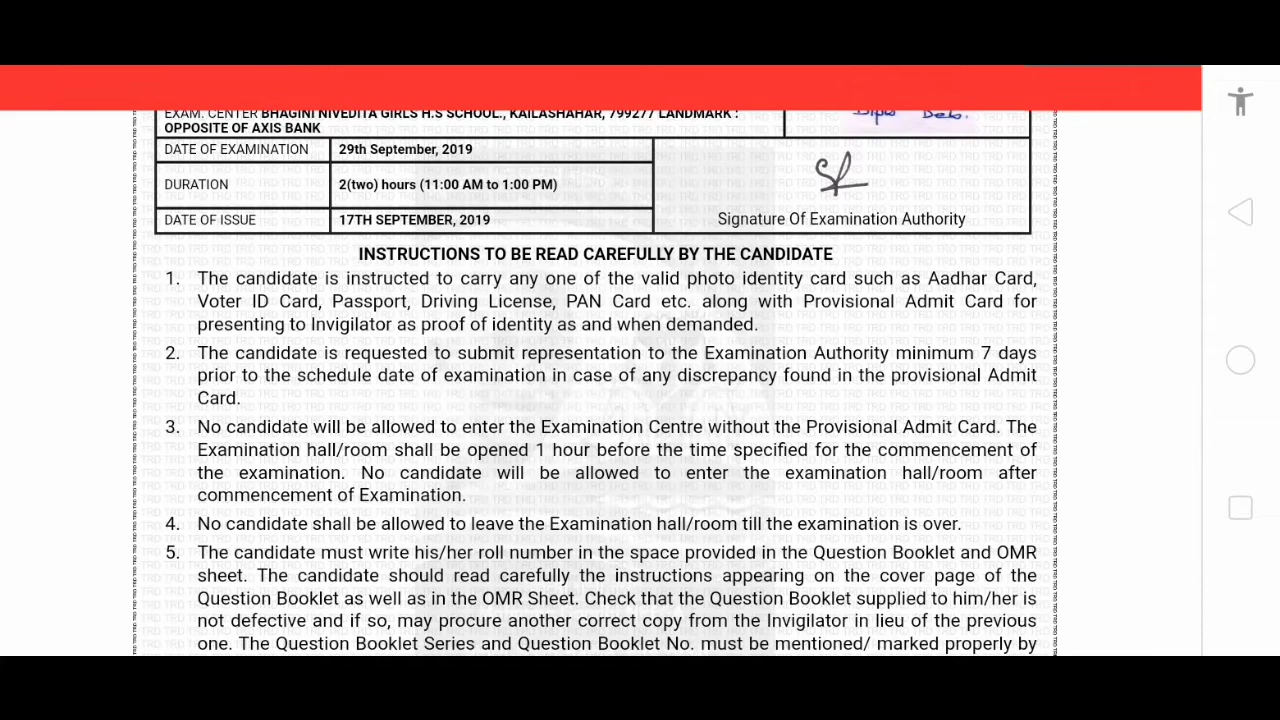 EXAM. CENTER BHAGINI NIVEDITA GIRLS H.S SCHOOL., KAILASHAHAR, 799277 LANDMARK :
OPPOSITE OF AXIS BANK
Deb.
DATE OF EXAMINATION 29th September, 2019
DURATION 2(two) hours (11:00 AM to 1:00 PM)
DATE OF ISSUE 17TH SEPTEMBER, 2019
Signature Of Examination Authority
INSTRUCTIONS TO BE READ CAREFULLY BY THE CANDIDATE
1. The candidate is instructed to carry any one of the valid photo identity card such as Aadhar Card,
Voter ID Card, Passport, Driving License, PAN Card etc. along with Provisional Admit Card for
presenting to Invigilator as proof of identity as and when demanded.
2. The candidate is requested to submit representation to the Examination Authority minimum 7 days
prior to the schedule date of examination in case of any discrepancy found in the provisional Admit
Card.
3. No candidate will be allowed to enter the Examination Centre without the Provisional Admit Card. The
Examination hall/room shall be opened 1 hour before the time specified for the commencement of
the examination. No candidate will be allowed to enter the examination hall/room after
commencement of Examination.
4. No candidate shall be allowed to leave the Examination hall/room till the examination is over.
5. The candidate must write his/her roll number in the space provided in the Question Booklet and OMR
sheet. The candidate should read carefully the instructions appearing on the cover page of the
Question Booklet as well as in the OMR Sheet. Check that the Question Booklet supplied to him/her is
not defective and if so, may procure another correct copy from the Invigilator in lieu of the previous
one. The Question Booklet Series and Question Booklet No. must be mentioned/ marked properly by